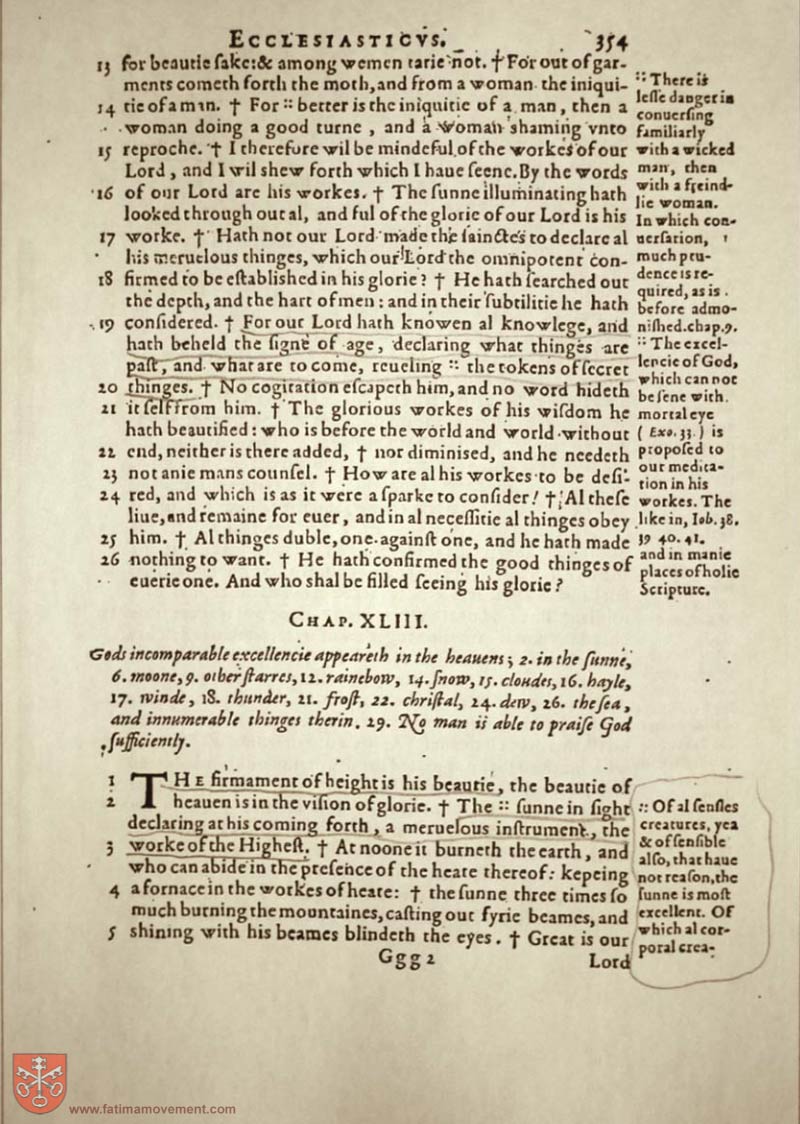 ECCLESIASTICVS. 354
13 for beautie ſake:& among wemen tarie not. † For out of gar-
ments cometh forth the moth, and from a woman the iniqui-
14 tie of a man. † For :: better is the iniquitie of a man, then a
woman doing a good turne, and a woman ſhaming vnto
15 reproche. † I therefore wil be mindeful of the workes of our
Lord, and I wil shew forth which I haue ſeene. By the words
16 of our Lord are his workes. † The ſunne illuminating hath
looked through out al, and ful of the glorie of our Lord is his
17 worke. † Hath not our Lord made the ſainctes to declare al
his meruelous thinges, which our Lord the omnipotent con-
18 firmed to be eſtabliſhed in his glorie? † He hath ſearched out
the depth, and the hart of men: and in their ſubtilitie he hath
19 conſidered. † For our Lord hath knowen al knowlege, and
hath beheld the ſigne of age, declaring what thinges are
paſt, and what are to come, reueling :: the tokens of ſecret
20 thinges. † No cogitation eſcapeth him, and no word hideth
21 it ſelf from him. † The glorious workes of his wiſdom he
hath beautified: who is before the world and world without
22 end, neither is there added, † nor diminiſed, and he needeth
23 not anie mans counſel. † How are al his workes to be deſi-
24 red, and which is as it were a ſparke to conſider! † Al theſe
liue, and remaine for euer, and in al neceſſitie al thinges obey
25 him. † Al thinges duble, one againſt one, and he hath made
26 nothing to want. † He hath confirmed the good thinges of
euerie one. And who shal be filled ſeeing his glorie?
:: There is
leſſe danger in
conuerſing
familiarly
with a wicked
man, then
with a freind-
lie woman.
In which con-
uerſation,
much pru-
dence is re-
quired, as is
before admo-
niſhed. chap. 9.
:: The excel-
lencie of God,
which can not
be ſene with
mortal eye
(Exo. 33.) is
propoſed to
our medita-
tion in his
workes. The
like in, Iob. 38.
39 40. 41.
and in manie
places of holie
Scripture.
CHAP. XLIII.
Gods incomparable excellencie appeareth in the heauens; 2. in the ſunne,
6. moone, 9. other ſtarres, 12. rainebow, 14. ſnow, 15. cloudes, 16. hayle,
17. winde, 18. thunder, 21. froſt, 22. chriſtal, 24. dew, 26. the ſea,
and innumerable thinges therin. 29. No man is able to praiſe God
ſufficiently.
1 THE firmament of height is his beautie, the beautie of
2 heauen is in the viſion of glorie. † The :: ſunne in ſight
declaring at his coming forth, a meruelous inſtrument, the
3 worke of the Higheſt. † At noone it burneth the earth, and
who can abide in the preſence of the heate thereof: kepeing
4 a fornace in the workes of heate: † the ſunne three times ſo
much burning the mountaines, caſting out fyrie beames, and
5 shining with his beames blindeth the eyes. † Great is our
:: Of al ſenſles
creatures, yea
& of ſenſible
alſo, that haue
not reaſon, the
ſunne is moſt
excellent. Of
which al cor-
poral crea-
Ggg 2 Lord
www.fatimamovement.com